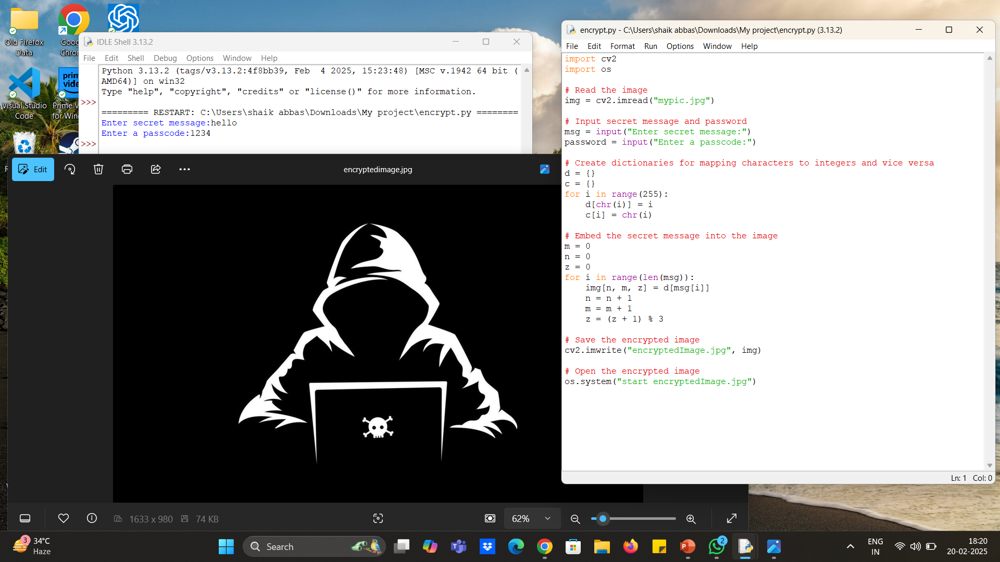 Old Firefox
Data
Goog
Chron
Visual Studio
Code
prim
vide
Prime V
for Wind
IDLE Shell 3.13.2
File Edit Shell Debug Options Window Help
Python 3.13.2 (tags/v3.13.2:4f8bb39, Feb  4 2025, 15:23:48) [MSC v.1942 64 bit (
AMD64)] on win32
Type "help", "copyright", "credits" or "license()" for more information.
>>>
========= RESTART: C:\Users\shaik abbas\Downloads\My project\encrypt.py ========
Enter secret message:hello
Enter a passcode:1234
>>>
Edit
encryptedimage.jpg
1633 x 980
74 KB
62%
encrypt.py - C:\Users\shaik abbas\Downloads\My project\encrypt.py (3.13.2)
File Edit Format Run Options Window Help
import cv2
import os
# Read the image
img = cv2.imread("mypic.jpg")
# Input secret message and password
msg = input("Enter secret message:")
password = input("Enter a passcode:")
# Create dictionaries for mapping characters to integers and vice versa
d = {}
c = {}
for i in range(255):
    d[chr(i)] = i
    c[i] = chr(i)
# Embed the secret message into the image
m = 0
n = 0
z = 0
for i in range(len(msg)):
    img[n, m, z] = d[msg[i]]
    n = n + 1
    m = m + 1
    z = (z + 1) % 3
# Save the encrypted image
cv2.imwrite("encryptedImage.jpg", img)
# Open the encrypted image
os.system("start encryptedImage.jpg")
Ln: 1 Col: 0
3
34°C
Haze
Search
2
ENG
IN
18:20
20-02-2025